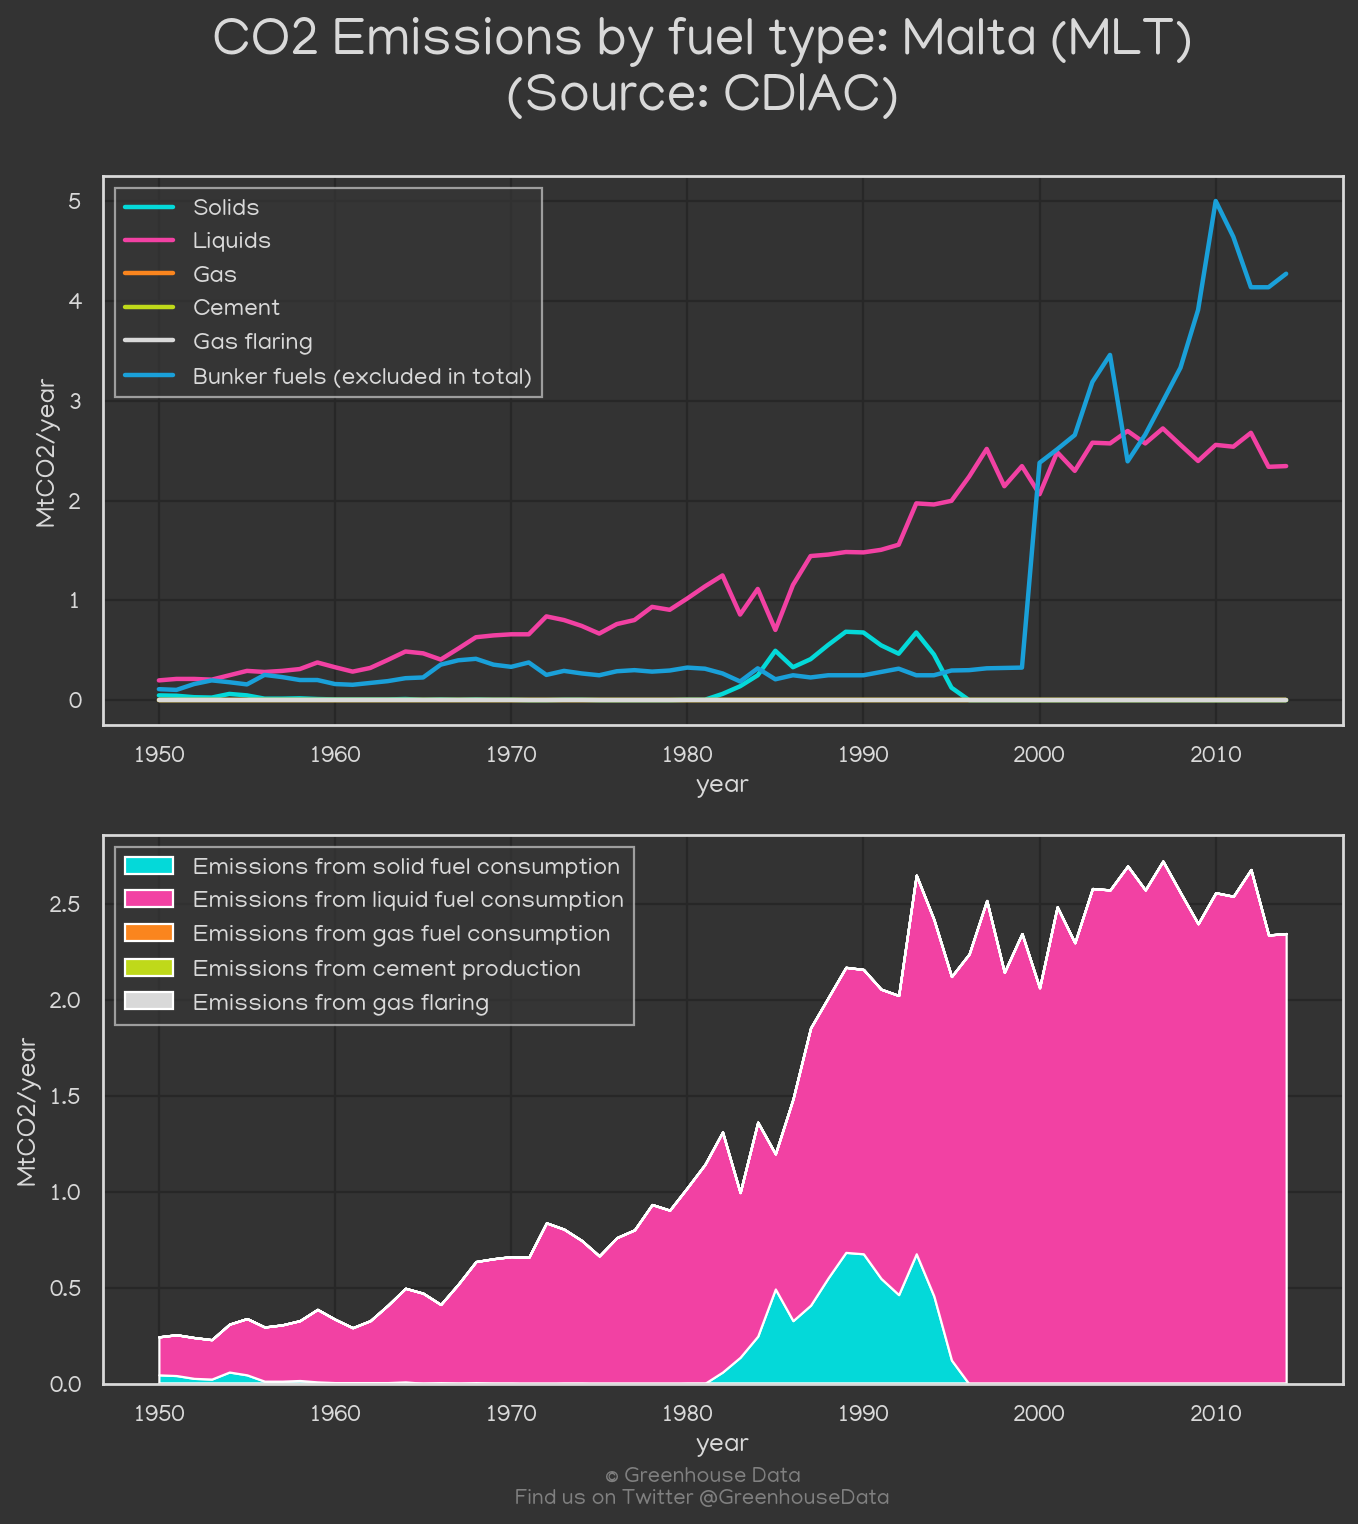 CO2 Emissions by fuel type: Malta (MLT)
(Source: CDIAC)
Solids
Liquids
Gas
Cement
Gas flaring
Bunker fuels (excluded in total)
5
4
3
2
1
0
MtCO2/year
1950 1960 1970 1980 1990 2000 2010
year
Emissions from solid fuel consumption
Emissions from liquid fuel consumption
Emissions from gas fuel consumption
Emissions from cement production
Emissions from gas flaring
2.5
2.0
1.5
1.0
0.5
0.0
MtCO2/year
1950 1960 1970 1980 1990 2000 2010
year
© Greenhouse Data
Find us on Twitter @GreenhouseData